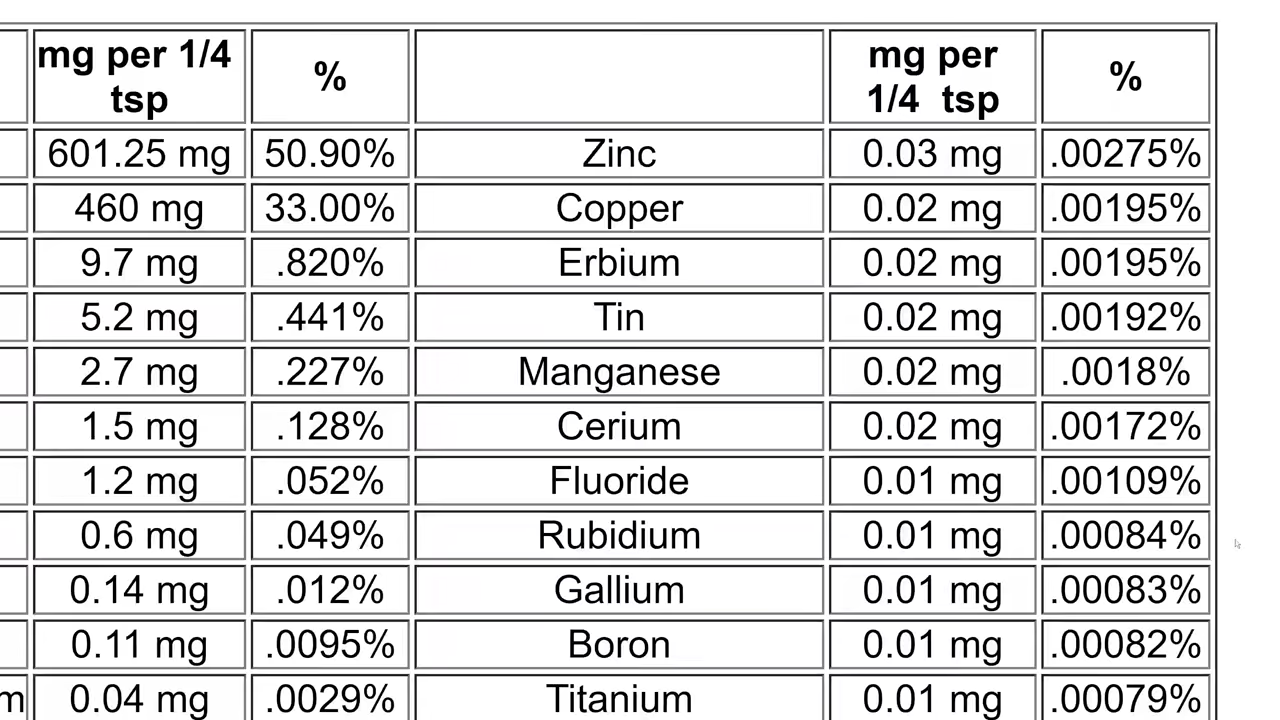 mg per 1/4 tsp % mg per 1/4 tsp %
601.25 mg 50.90% Zinc 0.03 mg .00275%
460 mg 33.00% Copper 0.02 mg .00195%
9.7 mg .820% Erbium 0.02 mg .00195%
5.2 mg .441% Tin 0.02 mg .00192%
2.7 mg .227% Manganese 0.02 mg .0018%
1.5 mg .128% Cerium 0.02 mg .00172%
1.2 mg .052% Fluoride 0.01 mg .00109%
0.6 mg .049% Rubidium 0.01 mg .00084%
0.14 mg .012% Gallium 0.01 mg .00083%
0.11 mg .0095% Boron 0.01 mg .00082%
m 0.04 mg .0029% Titanium 0.01 mg .00079%